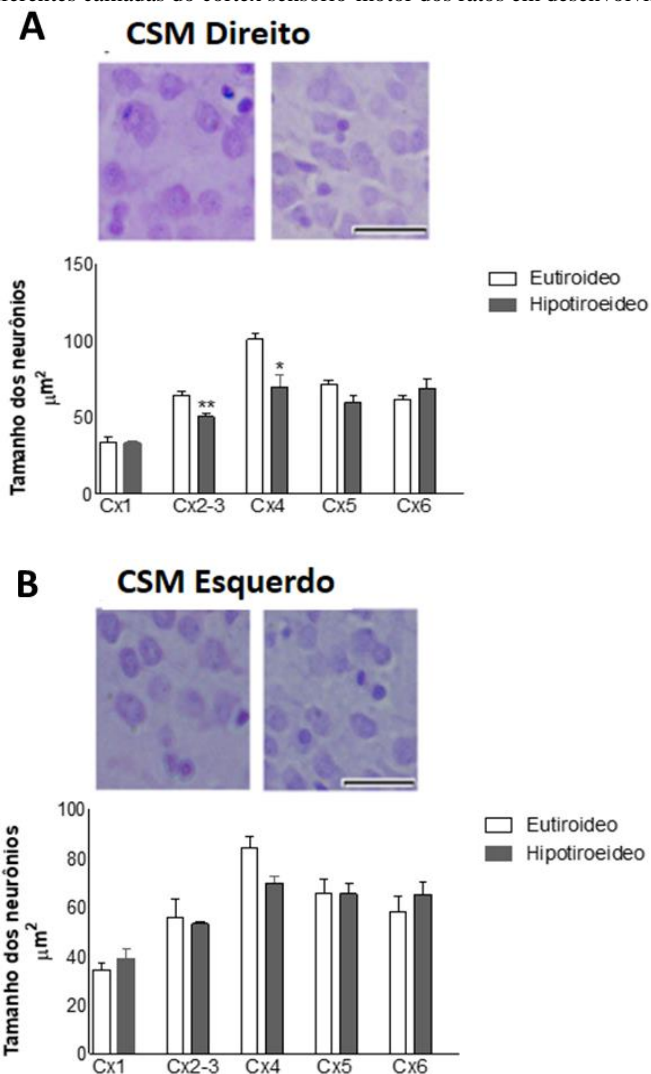 A
CSM Direito
Tamanho dos neurônios
μm²
150
100
50
0
**
*
Cx1 Cx2-3 Cx4 Cx5 Cx6
Eutiroideo
Hipotiroeideo
B
CSM Esquerdo
Tamanho dos neurônios
μm²
100
80
60
40
20
0
Cx1 Cx2-3 Cx4 Cx5 Cx6
Eutiroideo
Hipotiroeideo